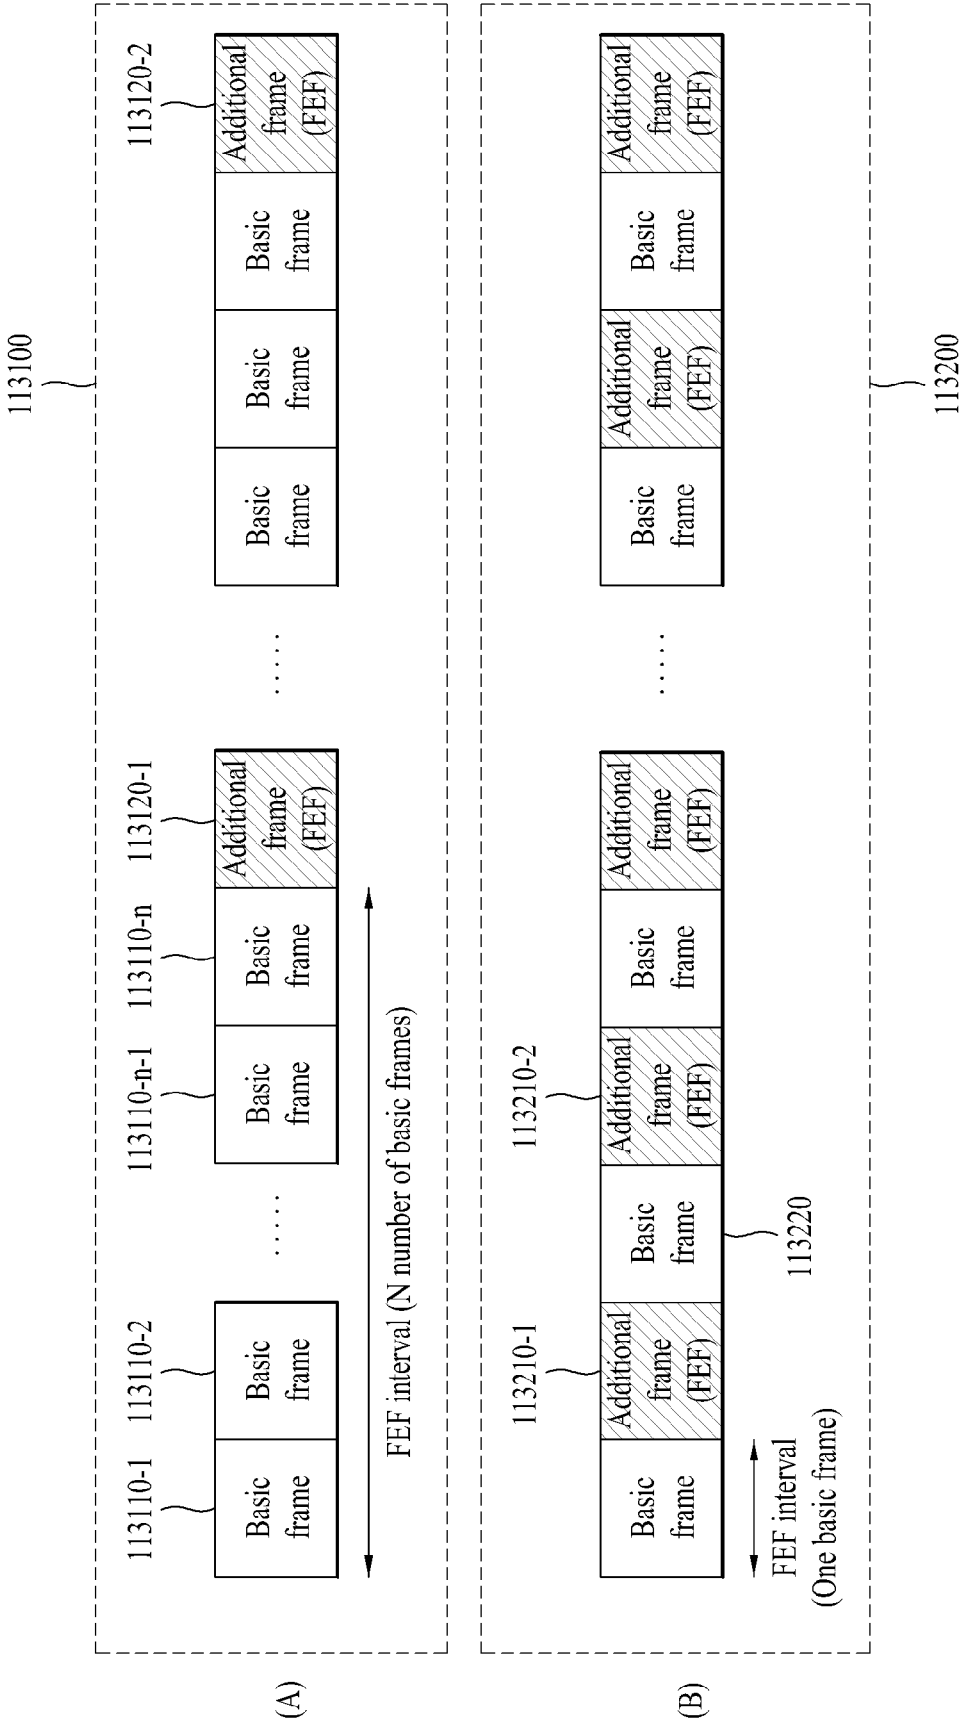 113100
113110-1
113110-2
113110-n-1
113110-n
113120-1
113120-2
(A)
Basic
frame
Basic
frame
.....
Basic
frame
Basic
frame
Additional
frame
(FEF)
.....
Basic
frame
Basic
frame
Basic
frame
Additional
frame
(FEF)
FEF interval (N number of basic frames)
113210-1
113210-2
(B)
Basic
frame
Additional
frame
(FEF)
Basic
frame
Additional
frame
(FEF)
Basic
frame
Additional
frame
(FEF)
.....
Basic
frame
Additional
frame
(FEF)
Basic
frame
Additional
frame
(FEF)
FEF interval
(One basic frame)
113220
113200